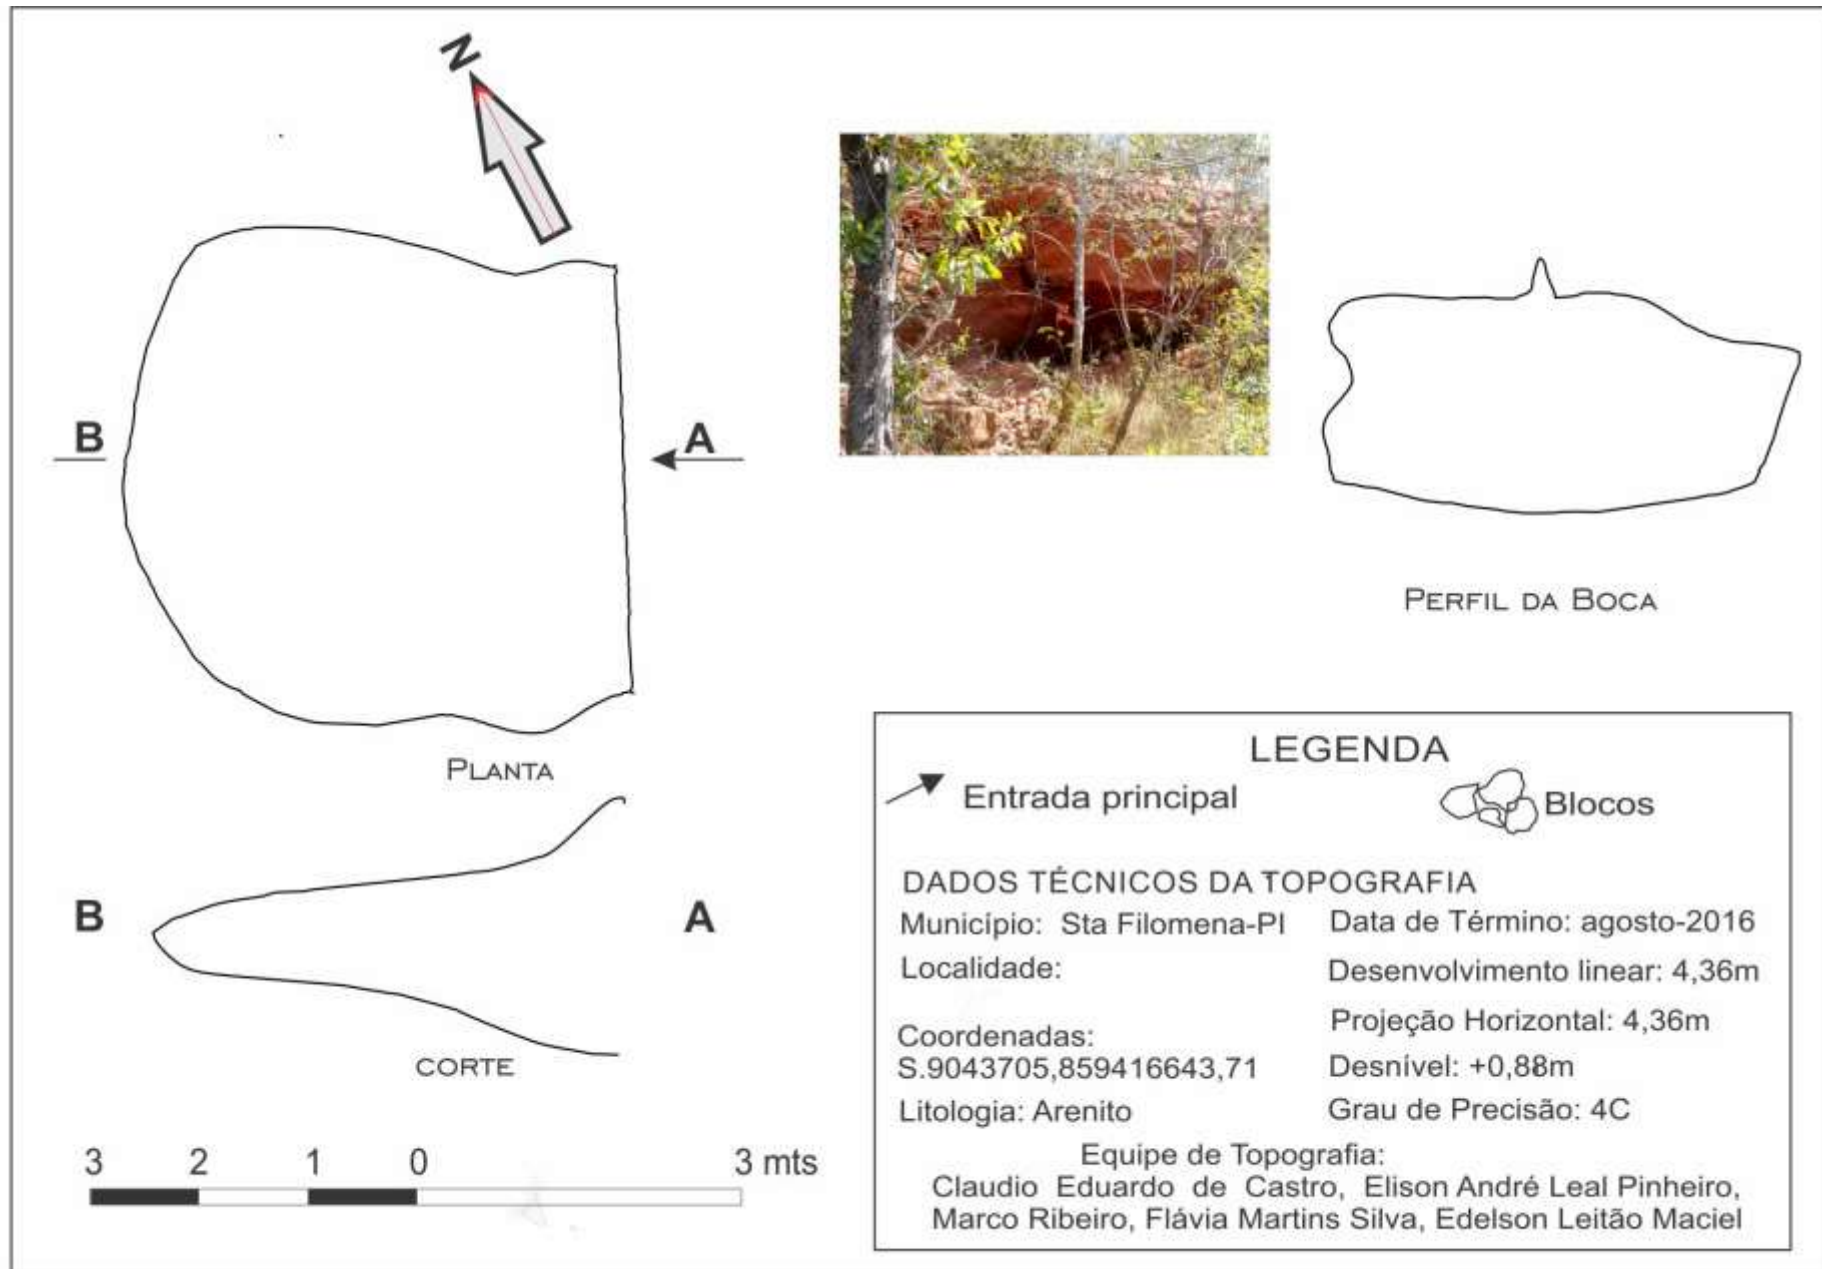 N
B
A
PLANTA
B
A
CORTE
3 2 1 0 3 mts
PERFIL DA BOCA
LEGENDA
Entrada principal
Blocos
DADOS TÉCNICOS DA TOPOGRAFIA
Município: Sta Filomena-PI
Data de Término: agosto-2016
Localidade:
Desenvolvimento linear: 4,36m
Projeção Horizontal: 4,36m
Coordenadas:
S.9043705,859416643,71
Desnível: +0,88m
Litologia: Arenito
Grau de Precisão: 4C
Equipe de Topografia:
Claudio Eduardo de Castro, Elison André Leal Pinheiro,
Marco Ribeiro, Flávia Martins Silva, Edelson Leitão Maciel